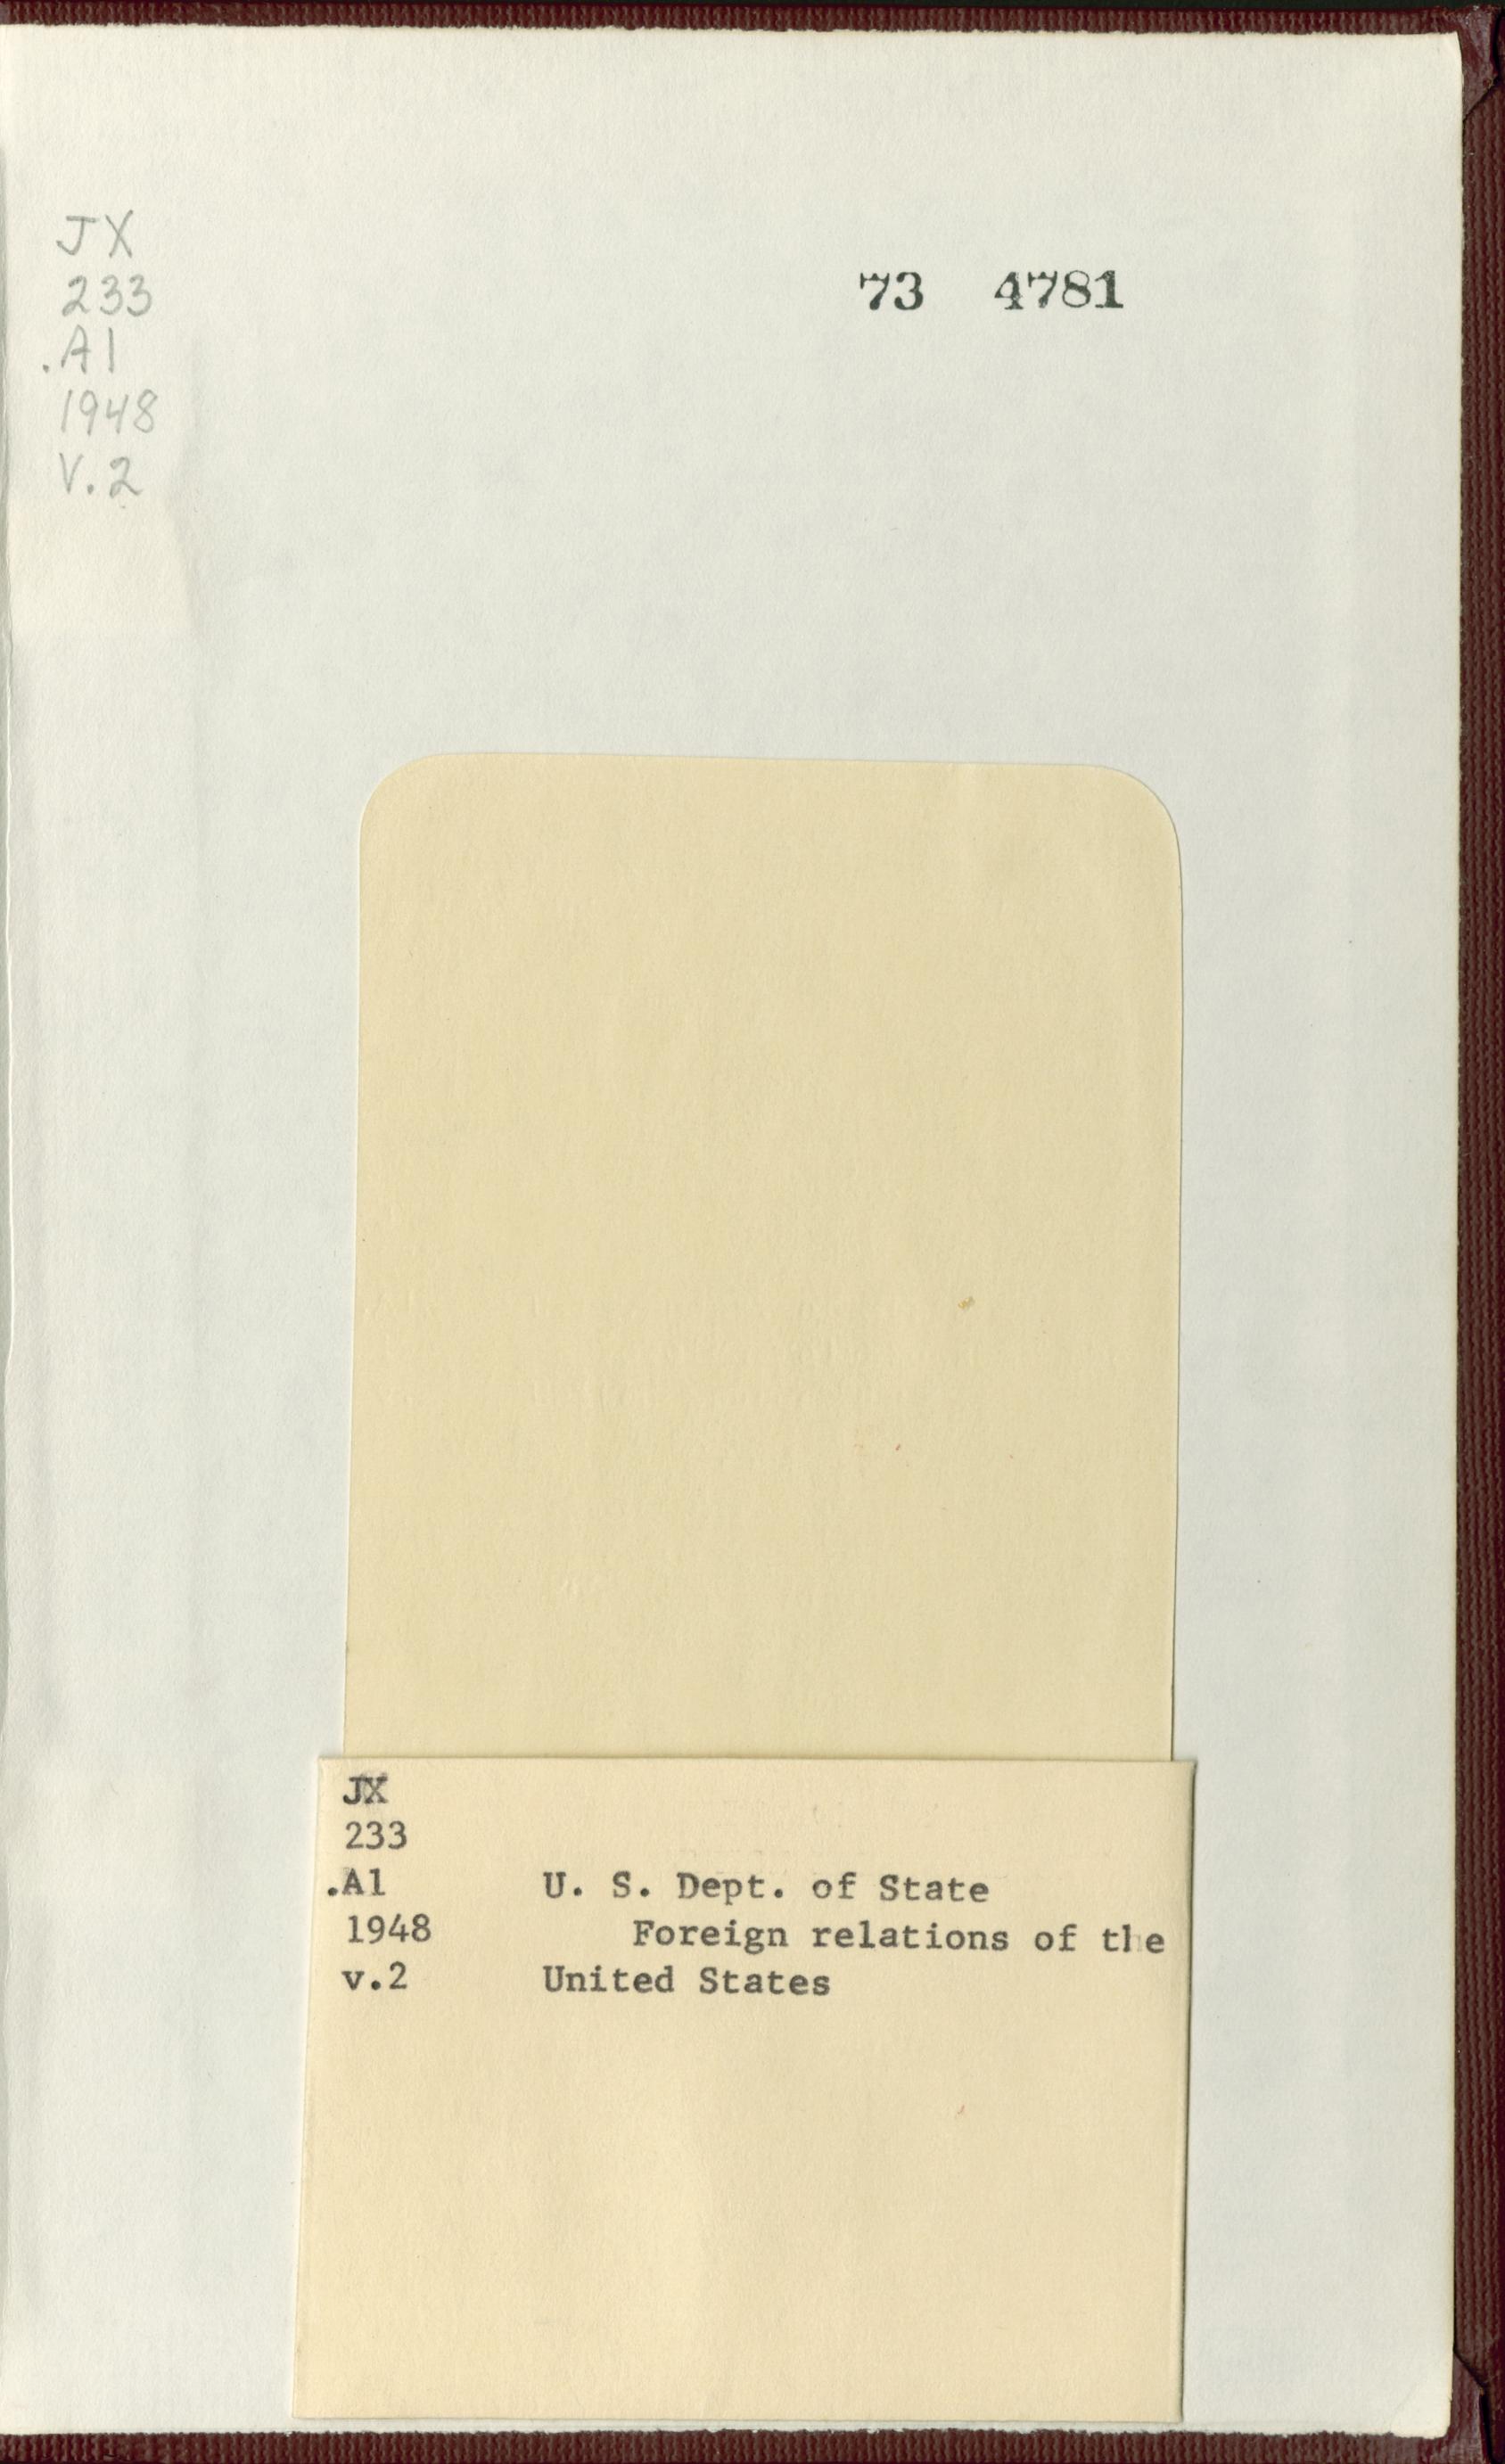 JX
233
.A1
1948
V.2
73 4781
JX
233
.A1
1948
v.2
U. S. Dept. of State
Foreign relations of the
United States